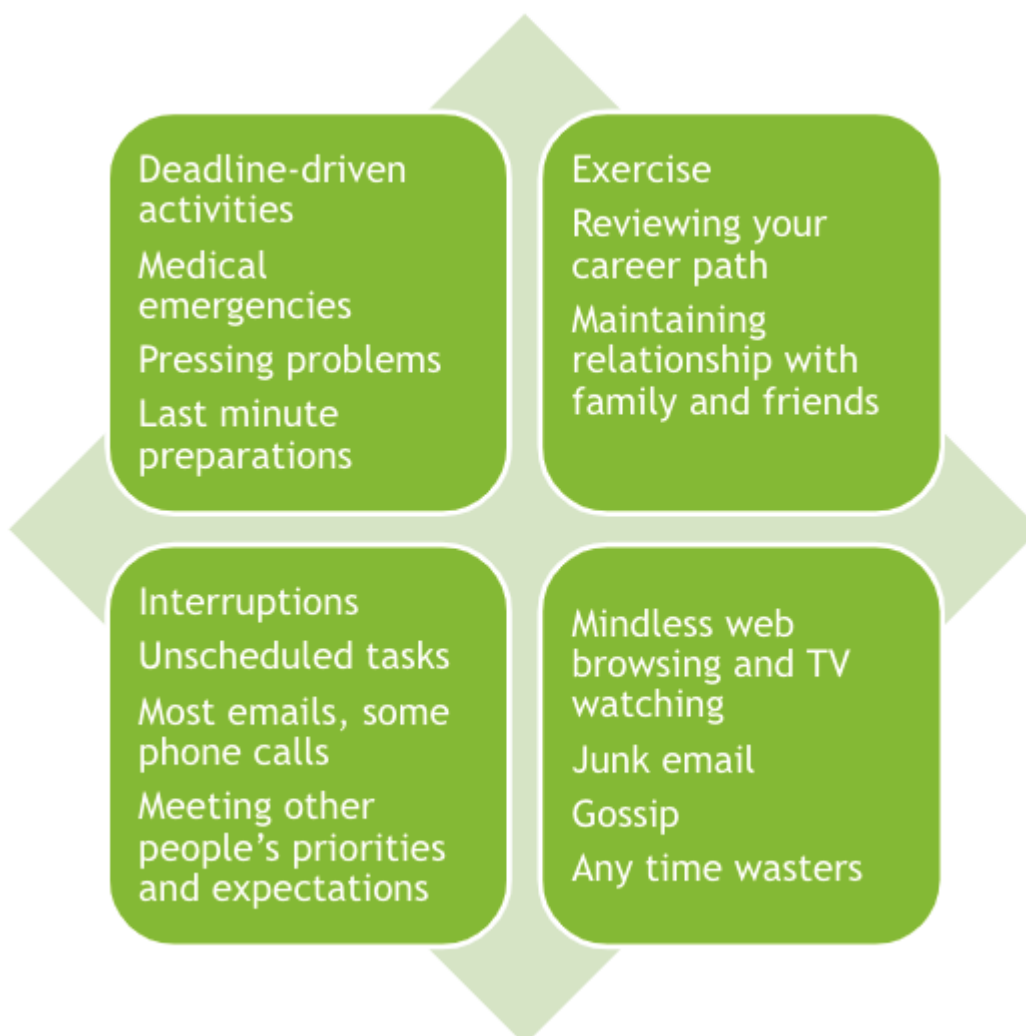 Deadline-driven
activities
Medical
emergencies
Pressing problems
Last minute
preparations
Exercise
Reviewing your
career path
Maintaining
relationship with
family and friends
Interruptions
Unscheduled tasks
Most emails, some
phone calls
Meeting other
people’s priorities
and expectations
Mindless web
browsing and TV
watching
Junk email
Gossip
Any time wasters